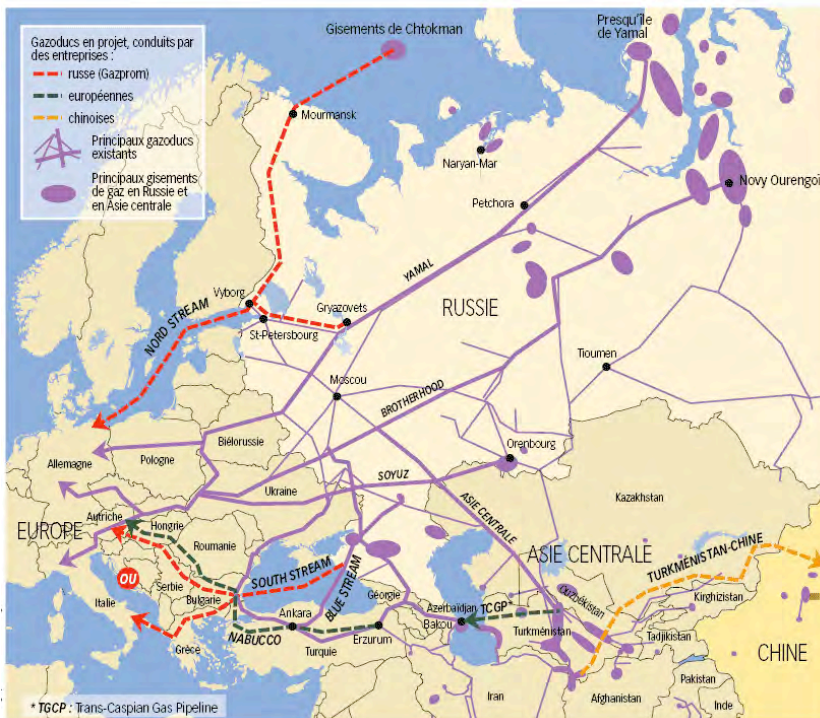 Gazoducs en projet, conduits par
des entreprises :
russe (Gazprom)
européennes
chinoises
Principaux gazoducs
existants
Principaux gisements
de gaz en Russie et
en Asie centrale
Gisements de Chtokman
Presqu'île
de Yamal
Mourmansk
Naryan-Mar
Novy Ourengoï
Petchora
YAMAL
RUSSIE
Vyborg
Gryazovets
St-Petersbourg
NORD STREAM
Tioumen
Moscou
BROTHERHOOD
Biélorussie
Orenbourg
Allemagne
Pologne
SOYUZ
Ukraine
Kazakhstan
ASIE CENTRALE
EUROPE
Autriche
Hongrie
Roumanie
ASIE CENTRALE
TURKMÉNISTAN-CHINE
OU
Serbie
SOUTH STREAM
BLUE STREAM
Bulgarie
Italie
Géorgie
Azerbaïdjan
TCGP*
Ouzbékistan
Kirghizistan
Ankara
Bakou
Turkménistan
Tadjikistan
NABUCCO
Erzurum
Grèce
Turquie
CHINE
Iran
Afghanistan
Pakistan
Inde
* TGCP : Trans-Caspian Gas Pipeline